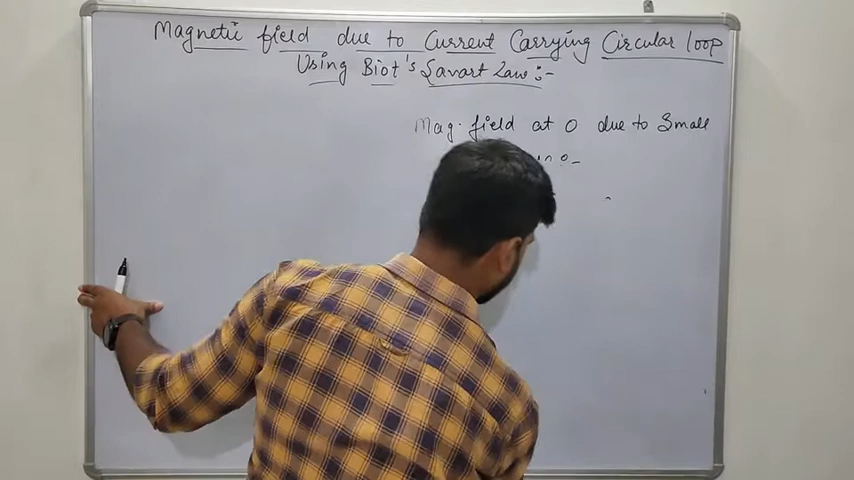 Magnetic field due to Current Carrying Circular loop
Using Biot's Savart Law :-
Mag. field at O due to Small